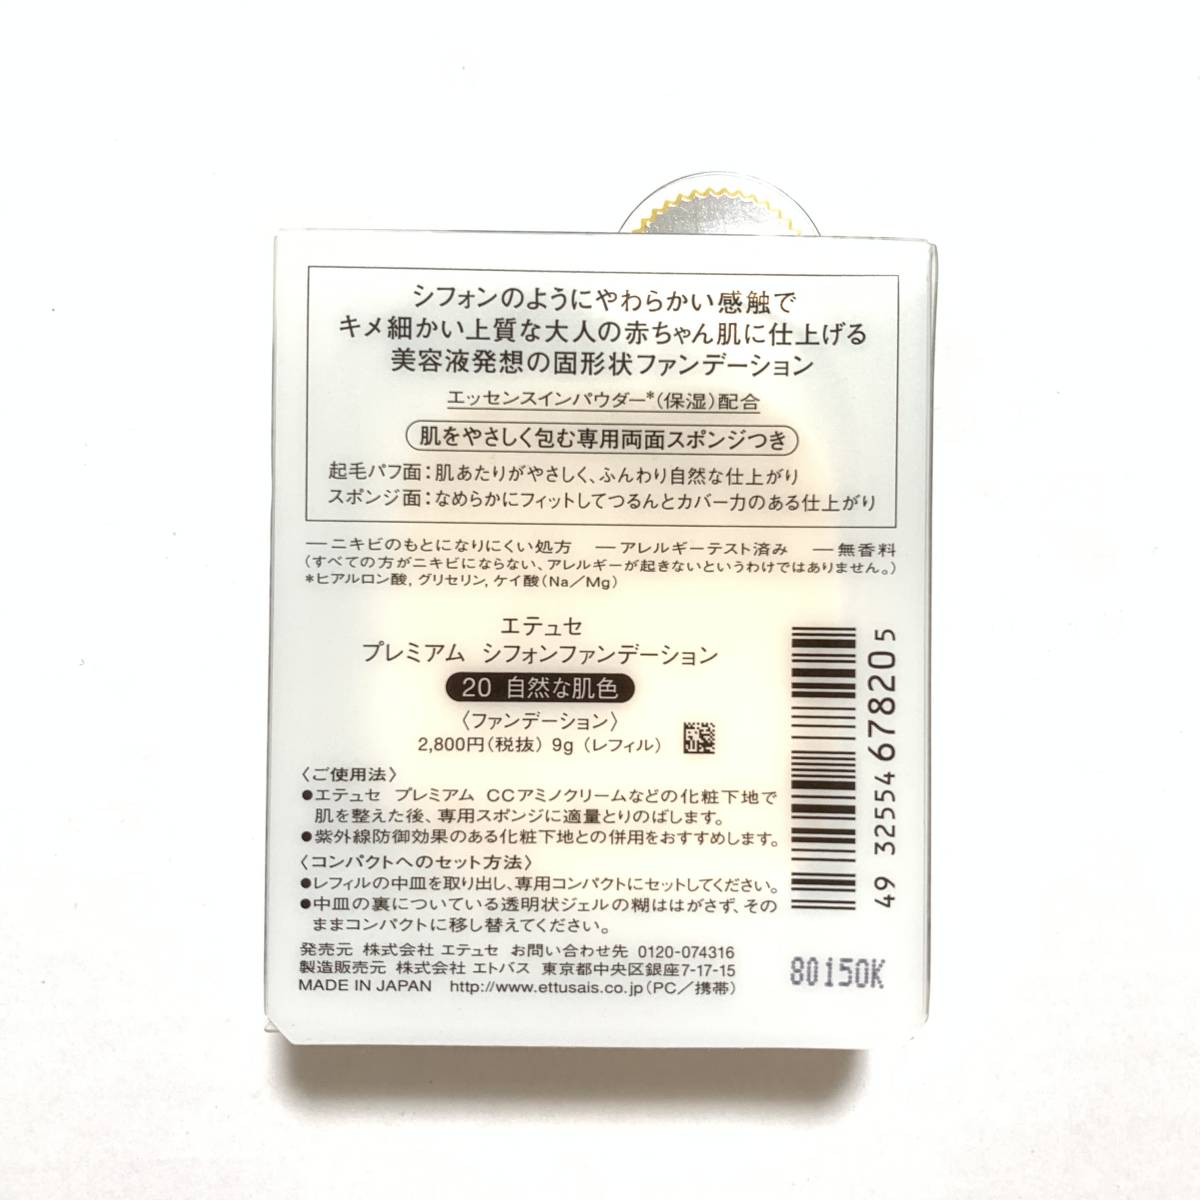 シフォンのようにやわらかい感触で
キメ細かい上質な大人の赤ちゃん肌に仕上げる
美容液発想の固形状ファンデーション
エッセンスインパウダー*(保湿)配合
肌をやさしく包む専用両面スポンジつき
起毛パフ面：肌あたりがやさしく、ふんわり自然な仕上がり
スポンジ面：なめらかにフィットしてつるんとカバー力のある仕上がり
―ニキビのもとになりにくい処方 ―アレルギーテスト済み ―無香料
(すべての方がニキビにならない、アレルギーが起きないというわけではありません。)
*ヒアルロン酸, グリセリン, ケイ酸(Na／Mg)
エテュセ
プレミアム シフォンファンデーション
20 自然な肌色
〈ファンデーション〉
2,800円(税抜) 9g (レフィル)
〈ご使用法〉
●エテュセ プレミアム CCアミノクリームなどの化粧下地で
肌を整えた後、専用スポンジに適量とりのばします。
●紫外線防御効果のある化粧下地との併用をおすすめします。
〈コンパクトへのセット方法〉
●レフィルの中皿を取り出し、専用コンパクトにセットしてください。
●中皿の裏についている透明状ジェルの糊ははがさず、その
ままコンパクトに移し替えてください。
発売元 株式会社 エテュセ お問い合わせ先 0120-074316
製造販売元 株式会社 エトバス 東京都中央区銀座7-17-15
MADE IN JAPAN http://www.ettusais.co.jp(PC／携帯)
49 32554 678205
8015OK